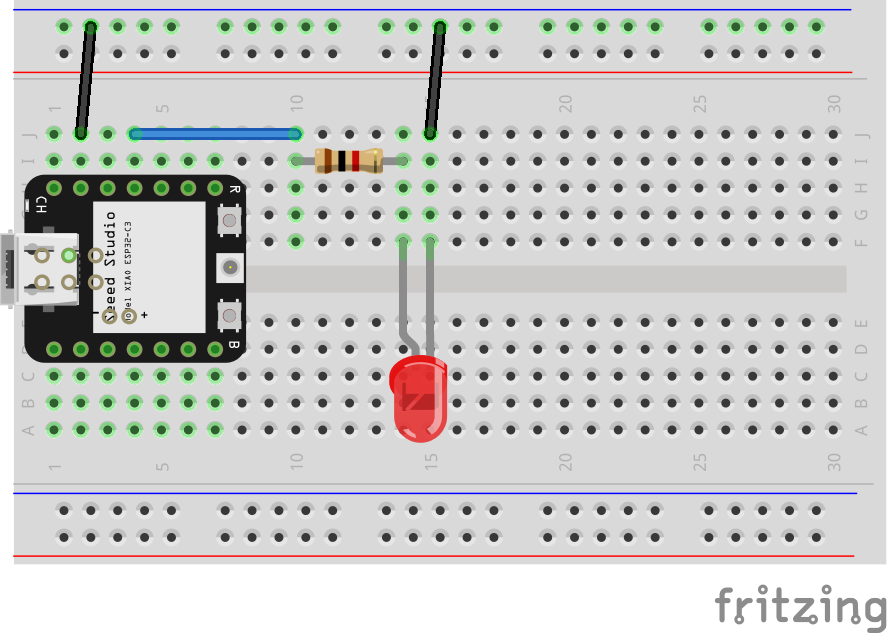 1 5 10 20 25 30
J J
I I
H
G
F
R
CH
Seeed Studio
Model XIAO ESP32-C3
- +
B
E
D
C C
B B
A A
1 5 10 15 20 25 30
fritzing